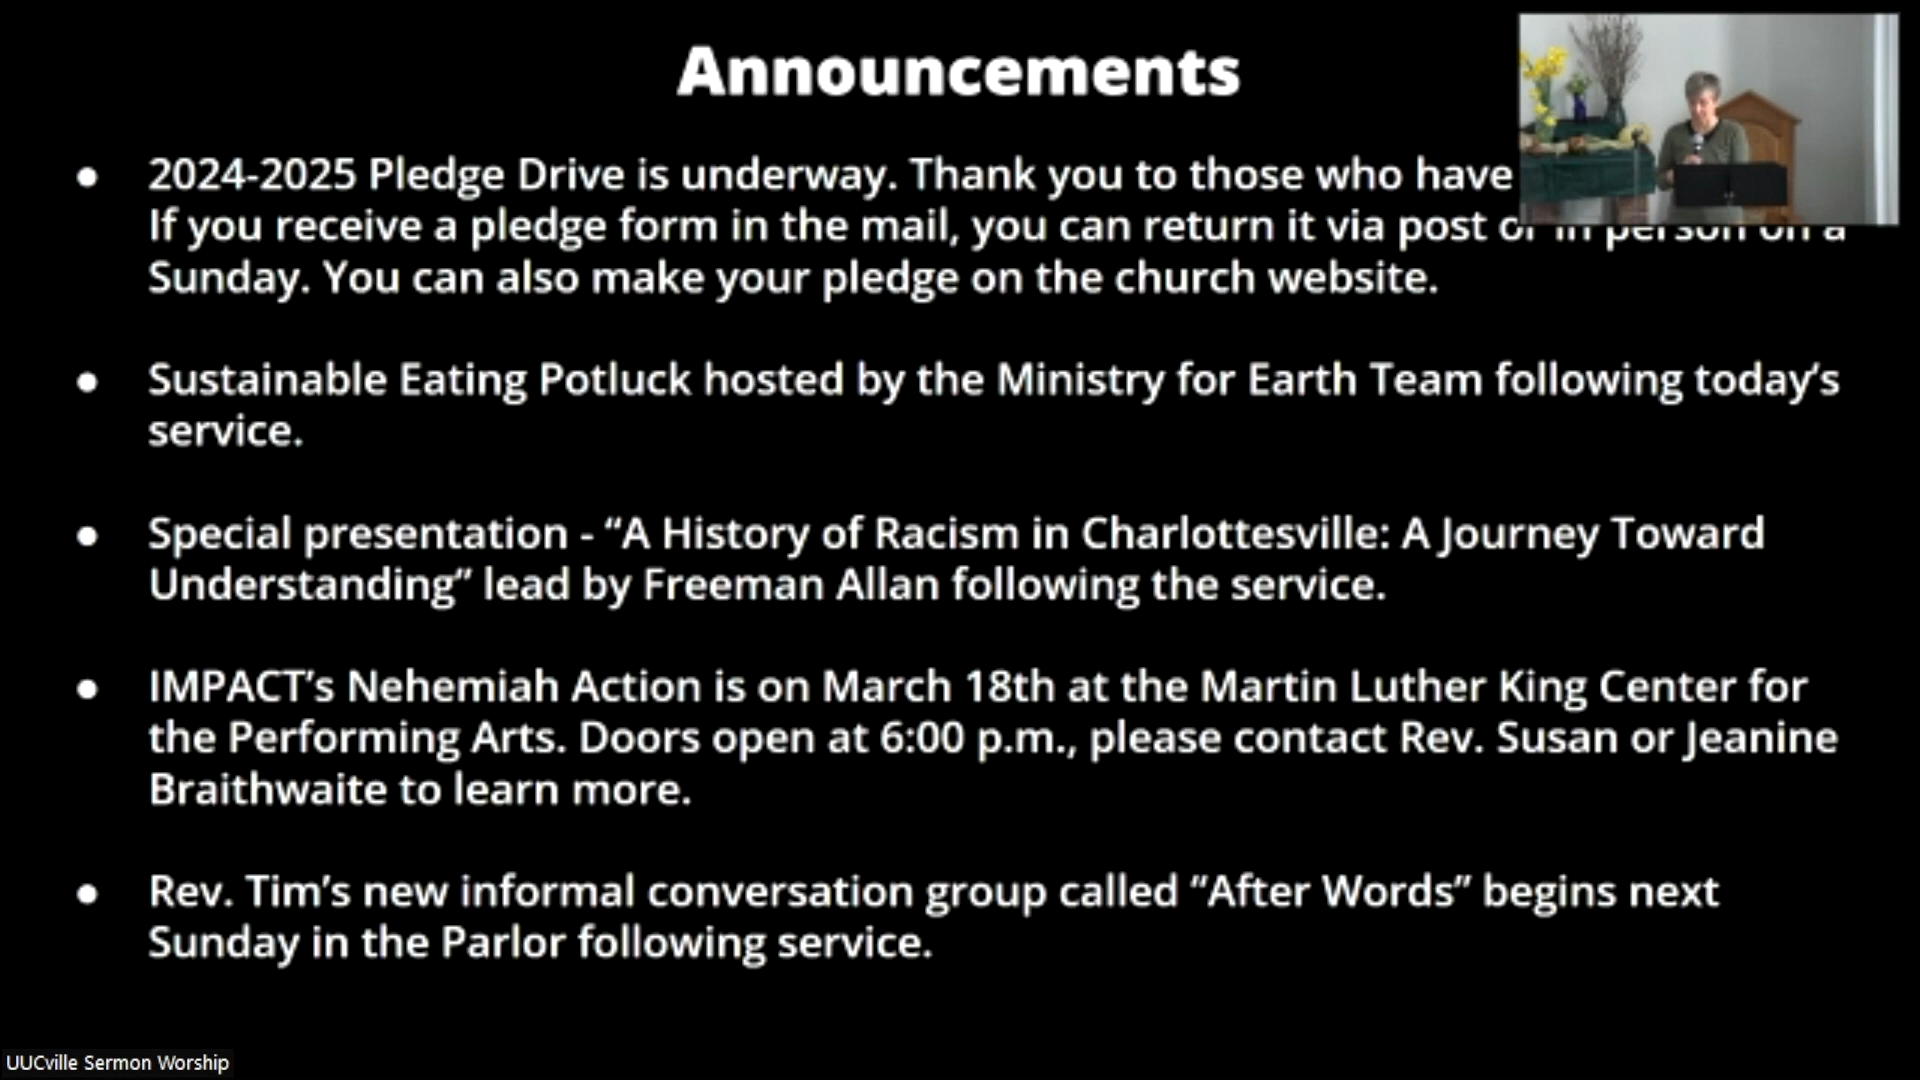 Announcements
● 2024-2025 Pledge Drive is underway. Thank you to those who have
If you receive a pledge form in the mail, you can return it via post or in person on a
Sunday. You can also make your pledge on the church website.
● Sustainable Eating Potluck hosted by the Ministry for Earth Team following today’s
service.
● Special presentation - “A History of Racism in Charlottesville: A Journey Toward
Understanding” lead by Freeman Allan following the service.
● IMPACT’s Nehemiah Action is on March 18th at the Martin Luther King Center for
the Performing Arts. Doors open at 6:00 p.m., please contact Rev. Susan or Jeanine
Braithwaite to learn more.
● Rev. Tim’s new informal conversation group called “After Words” begins next
Sunday in the Parlor following service.
UUCville Sermon Worship